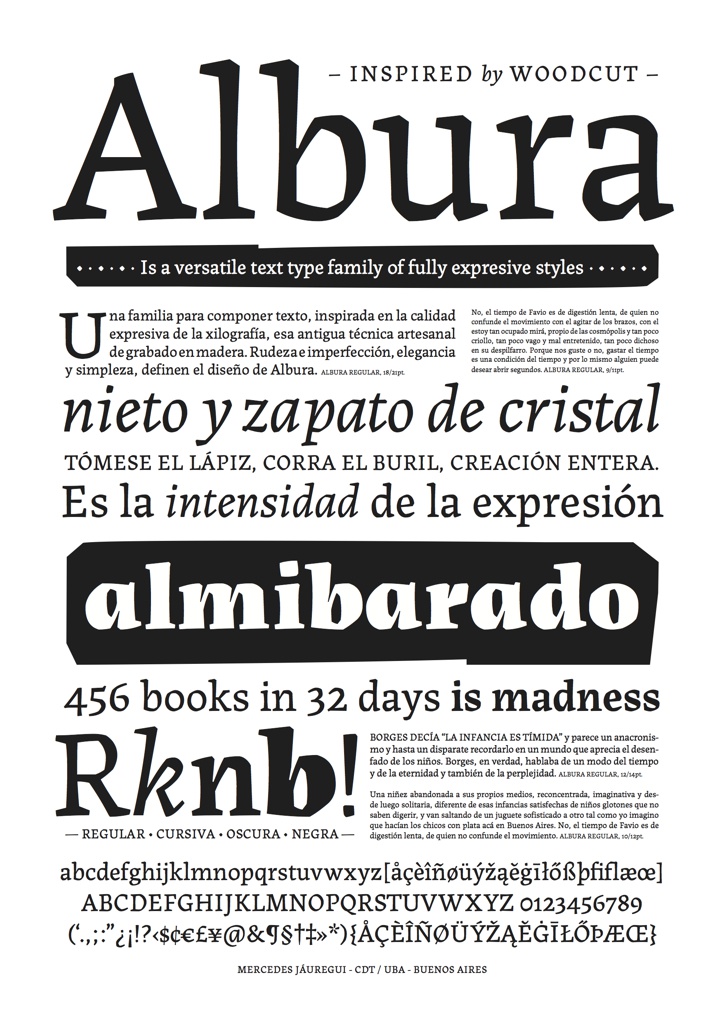 – INSPIRED by WOODCUT –
Albura
Is a versatile text type family of fully expresive styles
Una familia para componer texto, inspirada en la calidad
expresiva de la xilografía, esa antigua técnica artesanal
de grabado en madera. Rudeza e imperfección, elegancia
y simpleza, definen el diseño de Albura. ALBURA REGULAR, 18/21pt.
No, el tiempo de Favio es de digestión lenta, de quien no
confunde el movimiento con el agitar de los brazos, con el
estoy tan ocupado mirá, propio de las cosmópolis y tan poco
criollo, tan poco vago y mal entretenido, tan poco dichoso
en su despilfarro. Porque nos guste o no, gastar el tiempo
es una condición del tiempo y por lo mismo alguien puede
desear abrir segundos. ALBURA REGULAR, 9/11pt.
nieto y zapato de cristal
TÓMESE EL LÁPIZ, CORRA EL BURIL, CREACIÓN ENTERA.
Es la intensidad de la expresión
almibarado
456 books in 32 days is madness
Rknb!
— REGULAR • CURSIVA • OSCURA • NEGRA —
BORGES DECÍA “LA INFANCIA ES TÍMIDA” y parece un anacronis-
mo y hasta un disparate recordarlo en un mundo que aprecia el desen-
fado de los niños. Borges, en verdad, hablaba de un modo del tiempo
y de la eternidad y también de la perplejidad. ALBURA REGULAR, 12/14pt.
Una niñez abandonada a sus propios medios, reconcentrada, imaginativa y des-
de luego solitaria, diferente de esas infancias satisfechas de niños glotones que no
saben digerir, y van saltando de un juguete sofisticado a otro tal como yo imagino
que hacían los chicos con plata acá en Buenos Aires. No, el tiempo de Favio es de
digestión lenta, de quien no confunde el movimiento. ALBURA REGULAR, 10/12pt.
abcdefghijklmnopqrstuvwxyz[åçèîñøüýžąěġīłőßþfiflæœ]
ABCDEFGHIJKLMNOPQRSTUVWXYZ 0123456789
(‘.,;:”¿¡!?‹$¢€£¥@&¶§†‡»*){ÅÇÈÎÑØÜÝŽĄĚĠĪŁŐÞÆŒ}
MERCEDES JÁUREGUI - CDT / UBA - BUENOS AIRES